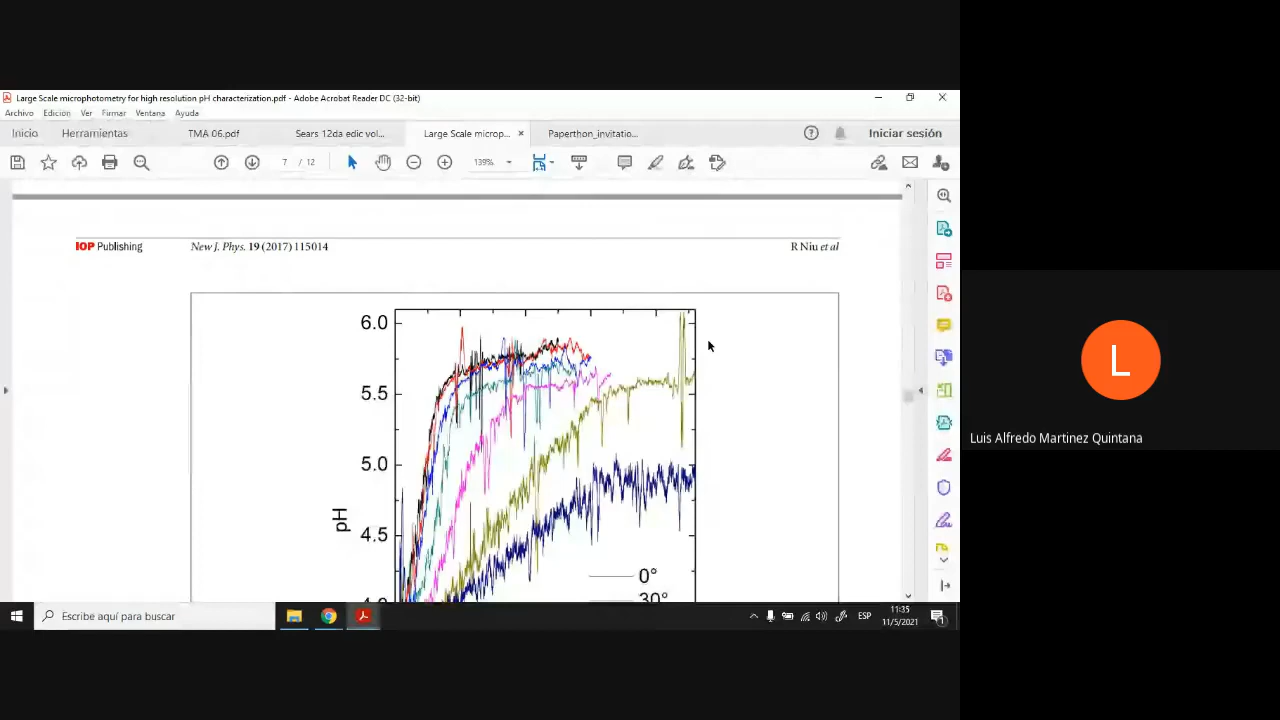 Large Scale microphotometry for high resolution pH characterization.pdf - Adobe Acrobat Reader DC (32-bit)
Archivo Edición Ver Firmar Ventana Ayuda
Inicio Herramientas TMA 06.pdf Sears 12da edic vol... Large Scale microp... × Paperthon_invitatio... Iniciar sesión
7 / 12 139%
IOP Publishing New J. Phys. 19 (2017) 115014 R Niu et al
6.0
5.5
5.0
pH
4.5
0°
30°
4.0
L
Luis Alfredo Martinez Quintana
Escribe aquí para buscar
ESP
11:35
11/5/2021